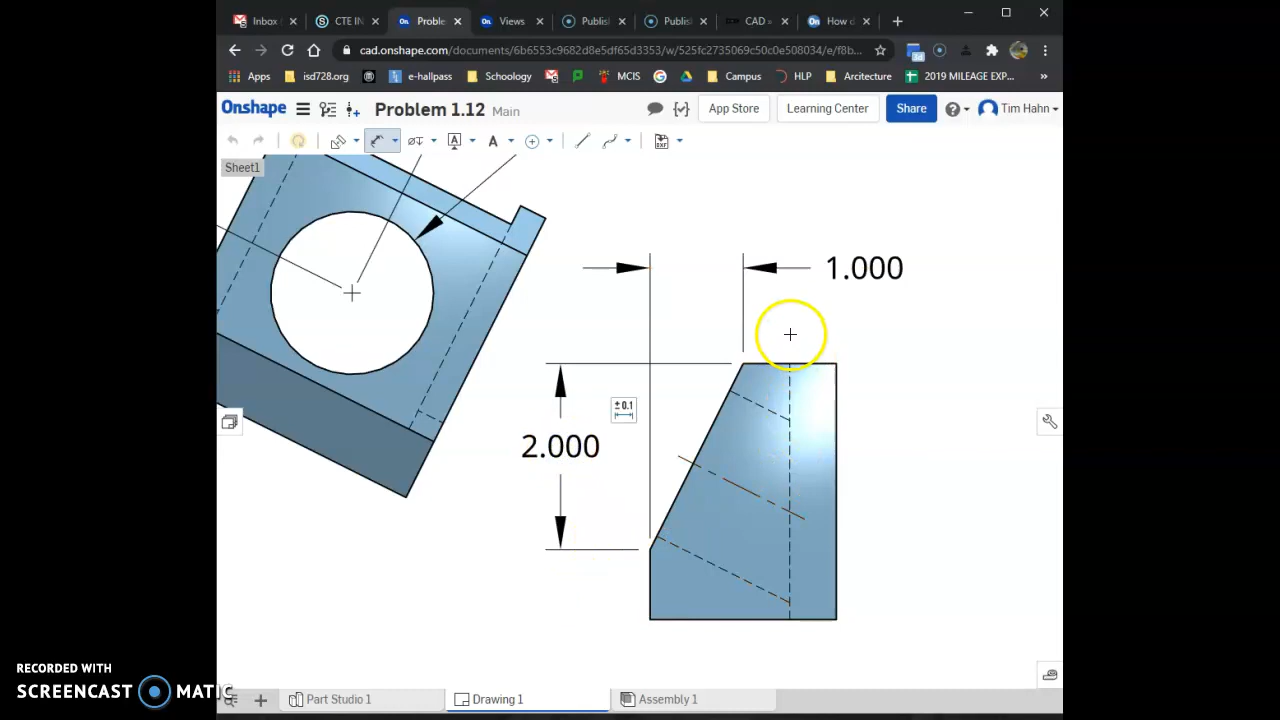 Inbox
CTE IN
Proble
Views
Publis
Publis
CAD »
How d
cad.onshape.com/documents/6b6553c9682d8e5df65d3353/w/525fc2735069c50c0e508034/e/f8b...
Apps
isd728.org
e-hallpass
Schoology
MCIS
Campus
HLP
Arcitecture
2019 MILEAGE EXP...
»
Onshape
Problem 1.12 Main
App Store
Learning Center
Share
Tim Hahn
Sheet1
1.000
± 0.1
2.000
RECORDED WITH
SCREENCAST MATIC
Part Studio 1
Drawing 1
Assembly 1